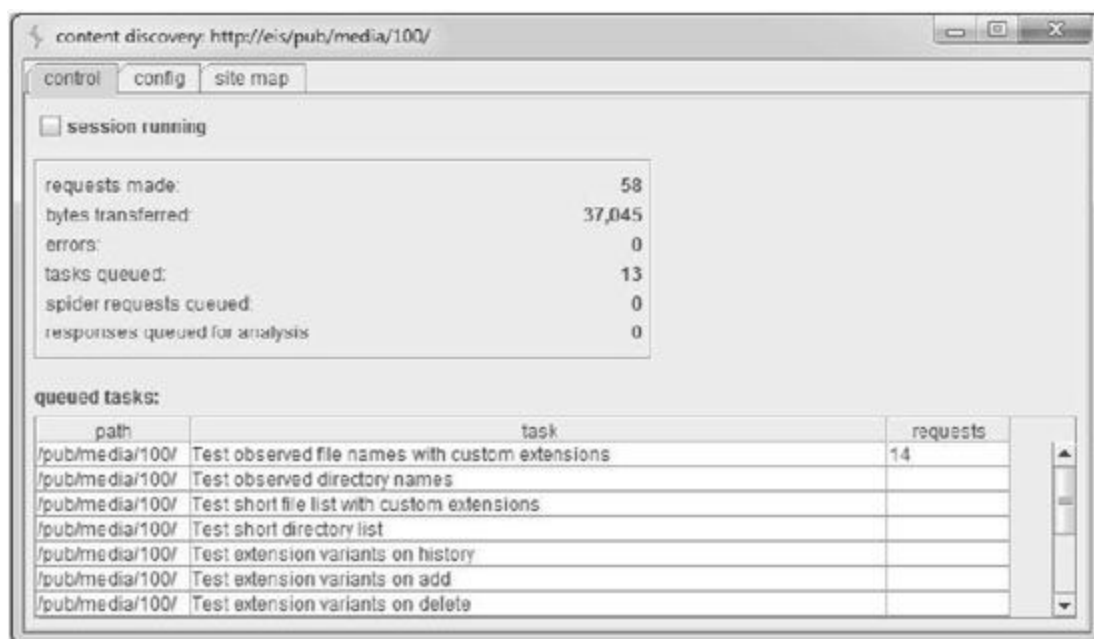 content discovery: http://eis/pub/media/100/
control config site map
session running
requests made: 58
bytes transferred: 37,045
errors: 0
tasks queued: 13
spider requests queued: 0
responses queued for analysis 0
queued tasks:
path task requests
/pub/media/100/ Test observed file names with custom extensions 14
/pub/media/100/ Test observed directory names
/pub/media/100/ Test short file list with custom extensions
/pub/media/100/ Test short directory list
/pub/media/100/ Test extension variants on history
/pub/media/100/ Test extension variants on add
/pub/media/100/ Test extension variants on delete